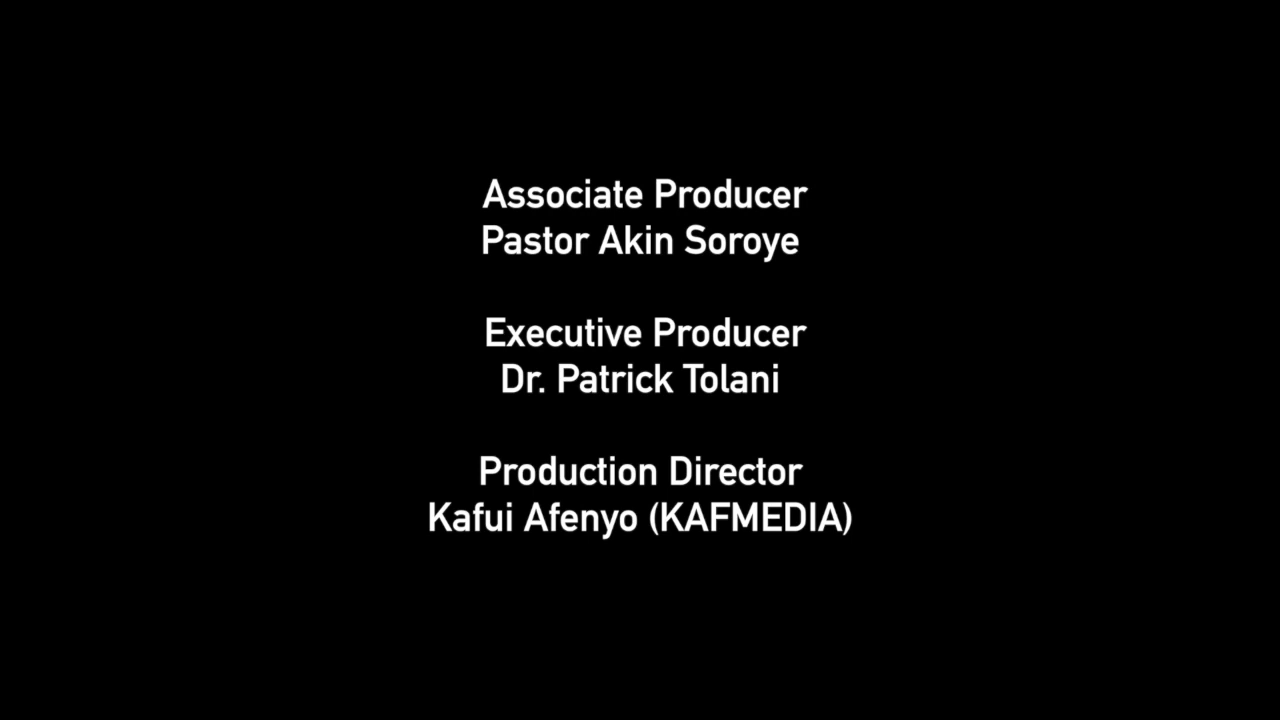 Associate Producer
Pastor Akin Soroye
Executive Producer
Dr. Patrick Tolani
Production Director
Kafui Afenyo (KAFMEDIA)